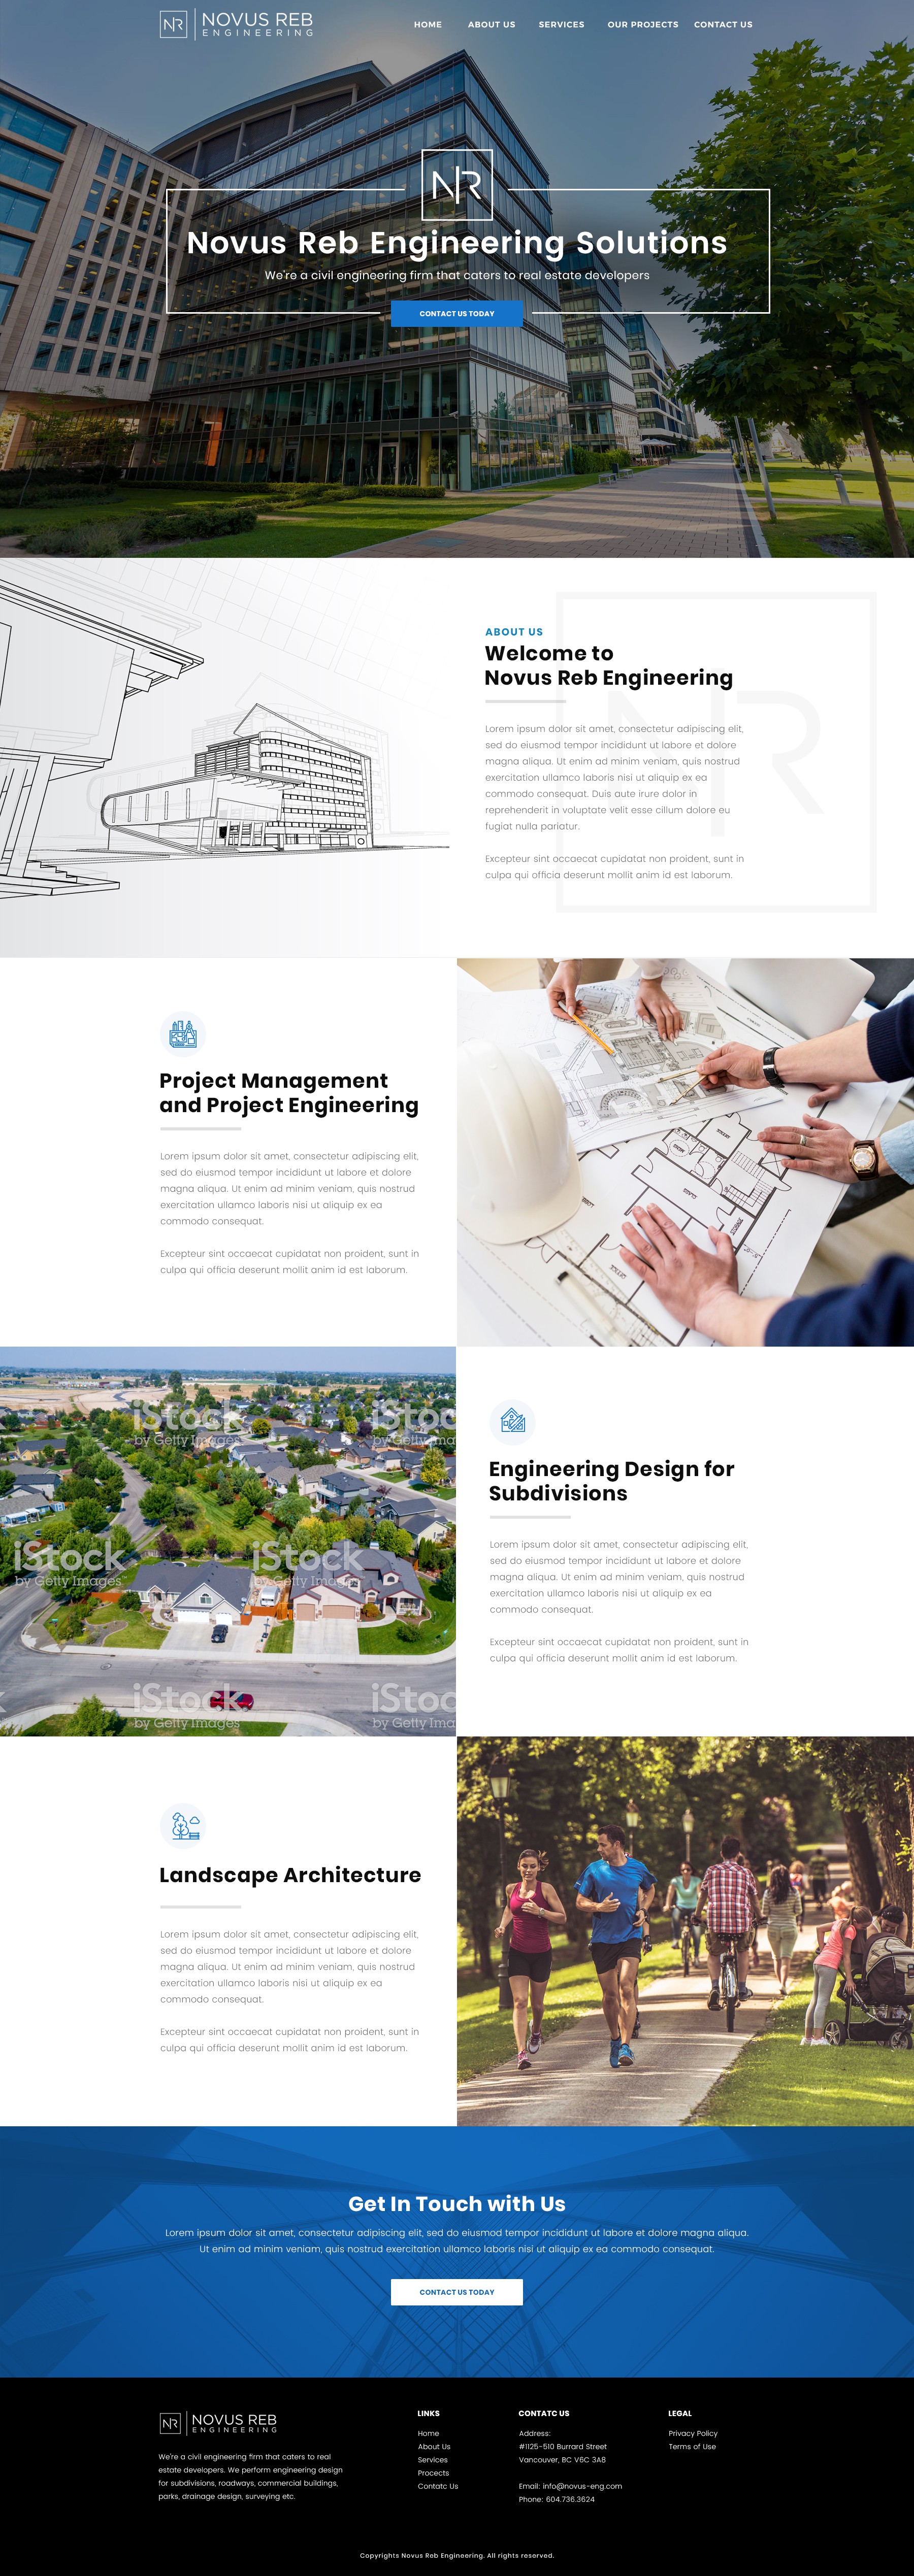 NR NOVUS REB
ENGINEERING
HOME ABOUT US SERVICES OUR PROJECTS CONTACT US
NR
Novus Reb Engineering Solutions
We're a civil engineering firm that caters to real estate developers
CONTACT US TODAY
ABOUT US
Welcome to
Novus Reb Engineering
NR
Lorem ipsum dolor sit amet, consectetur adipiscing elit,
sed do eiusmod tempor incididunt ut labore et dolore
magna aliqua. Ut enim ad minim veniam, quis nostrud
exercitation ullamco laboris nisi ut aliquip ex ea
commodo consequat. Duis aute irure dolor in
reprehenderit in voluptate velit esse cillum dolore eu
fugiat nulla pariatur.
Excepteur sint occaecat cupidatat non proident, sunt in
culpa qui officia deserunt mollit anim id est laborum.
Project Management
and Project Engineering
Lorem ipsum dolor sit amet, consectetur adipiscing elit,
sed do eiusmod tempor incididunt ut labore et dolore
magna aliqua. Ut enim ad minim veniam, quis nostrud
exercitation ullamco laboris nisi ut aliquip ex ea
commodo consequat.
Excepteur sint occaecat cupidatat non proident, sunt in
culpa qui officia deserunt mollit anim id est laborum.
iStock
by Getty Images
iStoc
by Getty Ima
iStock
by Getty Images™
iStock
by Getty Images
iStock
by Getty Images
iStoc
by Getty Ima
Engineering Design for
Subdivisions
Lorem ipsum dolor sit amet, consectetur adipiscing elit,
sed do eiusmod tempor incididunt ut labore et dolore
magna aliqua. Ut enim ad minim veniam, quis nostrud
exercitation ullamco laboris nisi ut aliquip ex ea
commodo consequat.
Excepteur sint occaecat cupidatat non proident, sunt in
culpa qui officia deserunt mollit anim id est laborum.
Landscape Architecture
Lorem ipsum dolor sit amet, consectetur adipiscing elit,
sed do eiusmod tempor incididunt ut labore et dolore
magna aliqua. Ut enim ad minim veniam, quis nostrud
exercitation ullamco laboris nisi ut aliquip ex ea
commodo consequat.
Excepteur sint occaecat cupidatat non proident, sunt in
culpa qui officia deserunt mollit anim id est laborum.
Get In Touch with Us
Lorem ipsum dolor sit amet, consectetur adipiscing elit, sed do eiusmod tempor incididunt ut labore et dolore magna aliqua.
Ut enim ad minim veniam, quis nostrud exercitation ullamco laboris nisi ut aliquip ex ea commodo consequat.
CONTACT US TODAY
NR NOVUS REB
ENGINEERING
We're a civil engineering firm that caters to real
estate developers. We perform engineering design
for subdivisions, roadways, commercial buildings,
parks, drainage design, surveying etc.
LINKS
Home
About Us
Services
Procects
Contatc Us
CONTATC US
Address:
#1125-510 Burrard Street
Vancouver, BC V6C 3A8
Email: info@novus-eng.com
Phone: 604.736.3624
LEGAL
Privacy Policy
Terms of Use
Copyrights Novus Reb Engineering. All rights reserved.